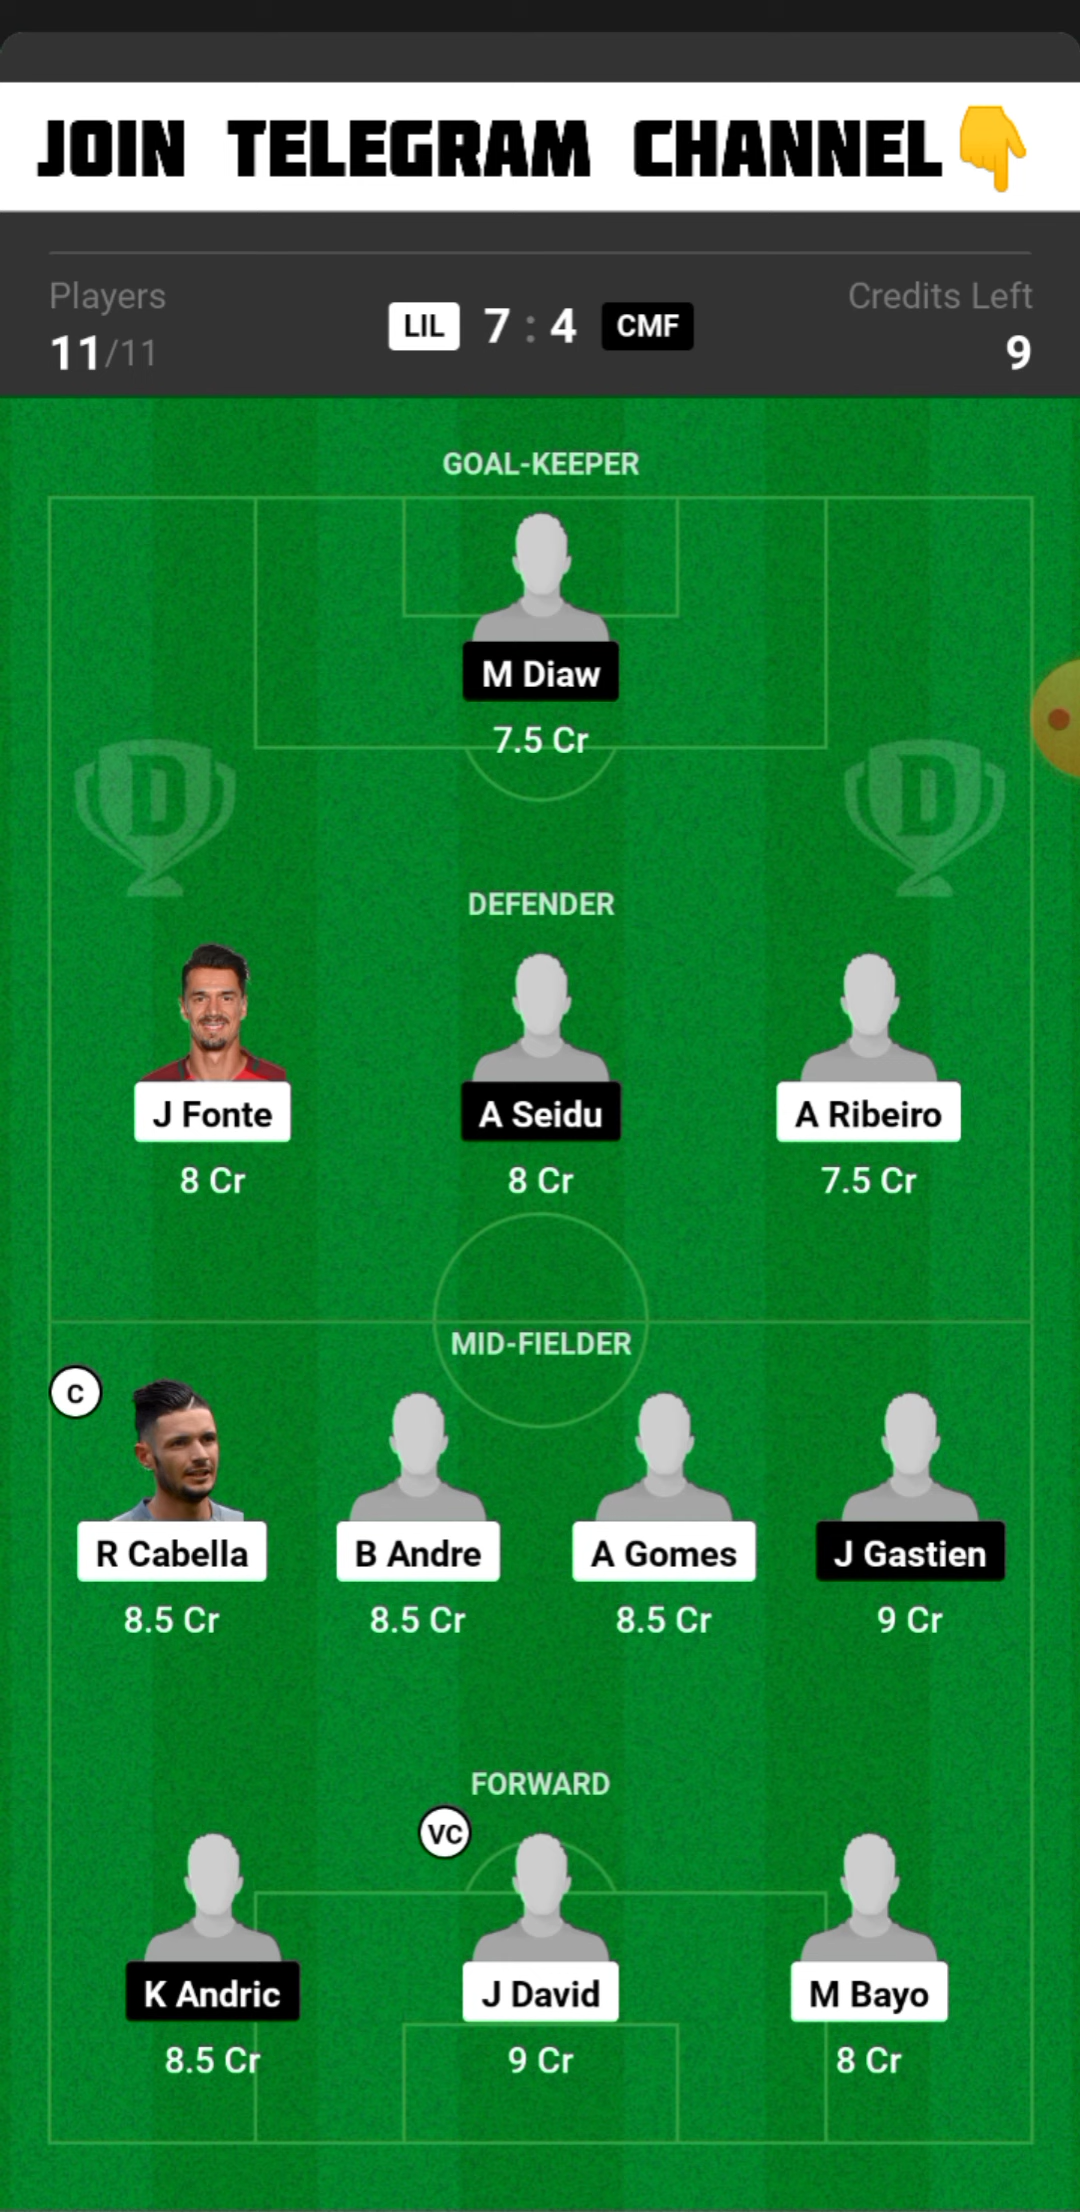 JOIN TELEGRAM CHANNEL👇
Players
Credits Left
LIL 7 : 4 CMF
11/11
9
GOAL-KEEPER
M Diaw
7.5 Cr
D D
DEFENDER
J Fonte A Seidu A Ribeiro
8 Cr 8 Cr 7.5 Cr
MID-FIELDER
C
R Cabella B Andre A Gomes J Gastien
8.5 Cr 8.5 Cr 8.5 Cr 9 Cr
FORWARD
VC
K Andric J David M Bayo
8.5 Cr 9 Cr 8 Cr